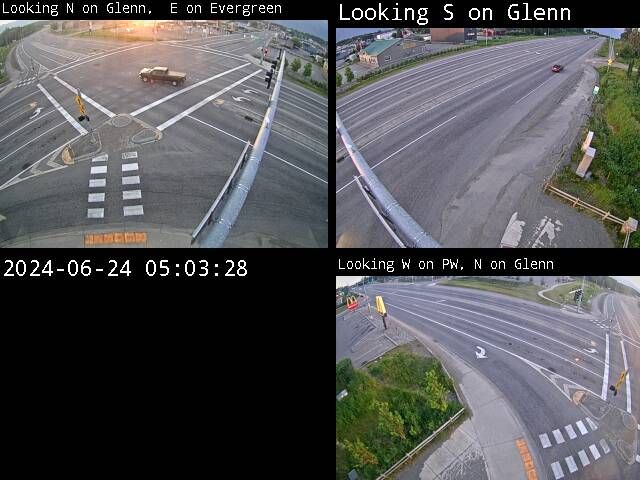 Looking N on Glenn,  E on Evergreen
Looking S on Glenn
2024-06-24 05:03:28
Looking W on PW, N on Glenn